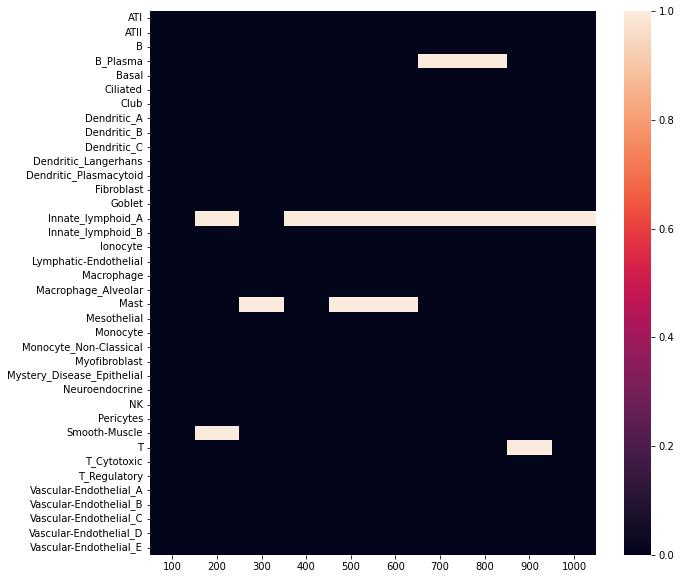 ATI
ATII
B
B_Plasma
Basal
Ciliated
Club
Dendritic_A
Dendritic_B
Dendritic_C
Dendritic_Langerhans
Dendritic_Plasmacytoid
Fibroblast
Goblet
Innate_lymphoid_A
Innate_lymphoid_B
Ionocyte
Lymphatic-Endothelial
Macrophage
Macrophage_Alveolar
Mast
Mesothelial
Monocyte
Monocyte_Non-Classical
Myofibroblast
Mystery_Disease_Epithelial
Neuroendocrine
NK
Pericytes
Smooth-Muscle
T
T_Cytotoxic
T_Regulatory
Vascular-Endothelial_A
Vascular-Endothelial_B
Vascular-Endothelial_C
Vascular-Endothelial_D
Vascular-Endothelial_E
100 200 300 400 500 600 700 800 900 1000
1.0
0.8
0.6
0.4
0.2
0.0